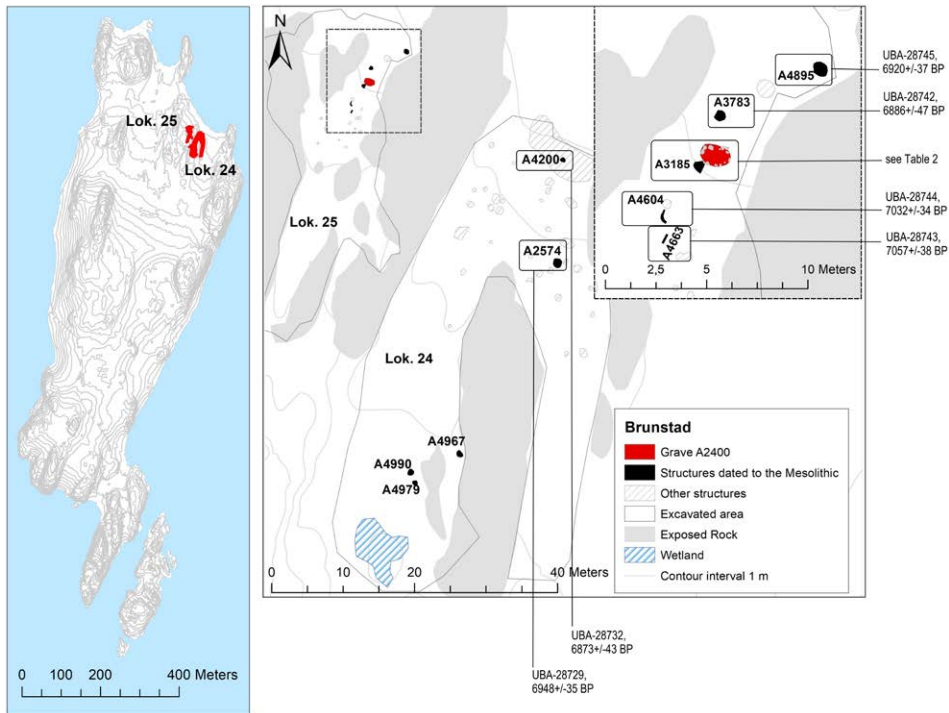 Lok. 25
Lok. 24
0 100 200 400 Meters
N
Lok. 25
A4200
A2574
Lok. 24
A4967
A4990
A4979
0 10 20 40 Meters
A4895
A3783
A3185
A4604
A4663
0 2,5 5 10 Meters
UBA-28745,
6920+/-37 BP
UBA-28742,
6886+/-47 BP
see Table 2
UBA-28744,
7032+/-34 BP
UBA-28743,
7057+/-38 BP
Brunstad
Grave A2400
Structures dated to the Mesolithic
Other structures
Excavated area
Exposed Rock
Wetland
Contour interval 1 m
UBA-28732,
6873+/-43 BP
UBA-28729,
6948+/-35 BP